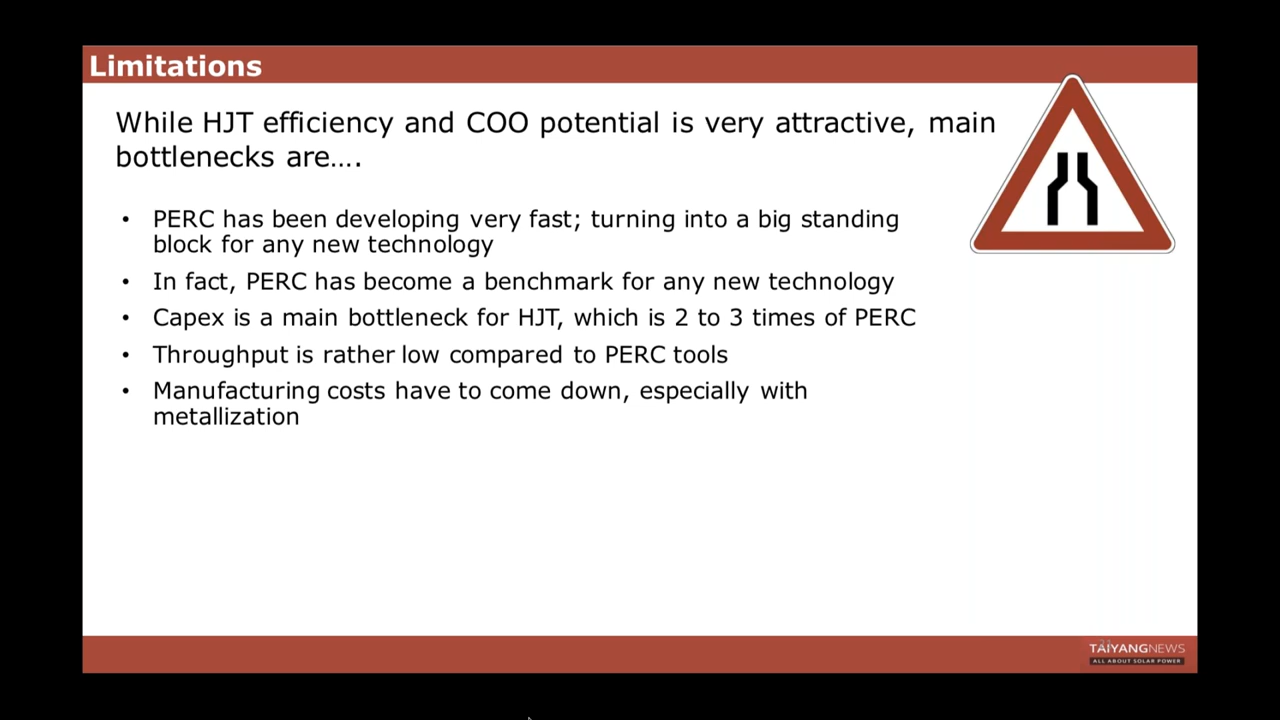 Limitations
While HJT efficiency and COO potential is very attractive, main
bottlenecks are....
• PERC has been developing very fast; turning into a big standing
block for any new technology
• In fact, PERC has become a benchmark for any new technology
• Capex is a main bottleneck for HJT, which is 2 to 3 times of PERC
• Throughput is rather low compared to PERC tools
• Manufacturing costs have to come down, especially with
metallization
TAIYANGNEWS
ALL ABOUT SOLAR POWER